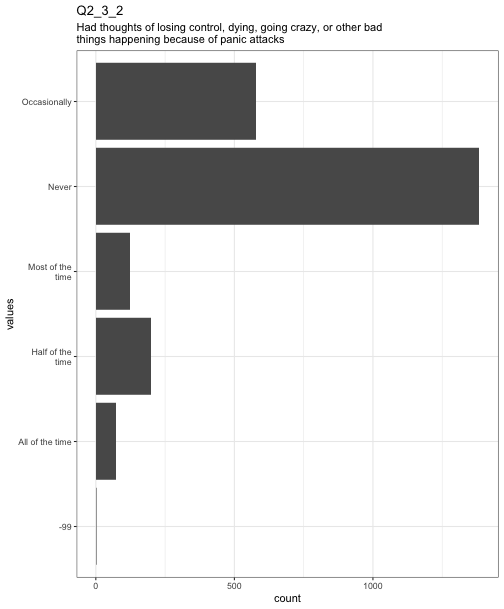 Q2_3_2
Had thoughts of losing control, dying, going crazy, or other bad
things happening because of panic attacks
Occasionally
Never
Most of the
time
Half of the
time
All of the time
-99
values
0
500
1000
count